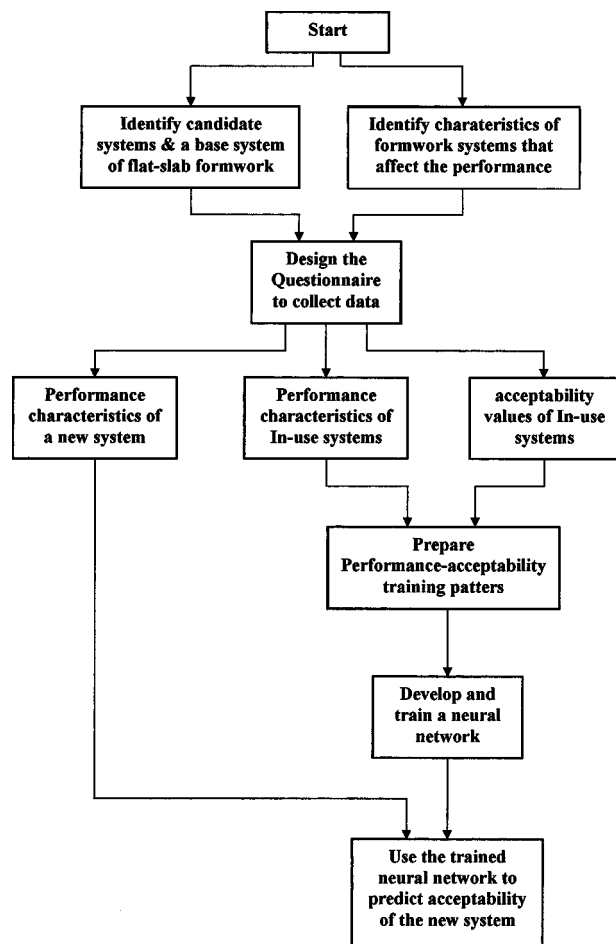 Start
Identify candidate
systems & a base system
of flat-slab formwork
Identify charateristics of
formwork systems that
affect the performance
Design the
Questionnaire
to collect data
Performance
characteristics of
a new system
Performance
characteristics of
In-use systems
acceptability
values of In-use
systems
Prepare
Performance-acceptability
training patters
Develop and
train a neural
network
Use the trained
neural network to
predict acceptability
of the new system